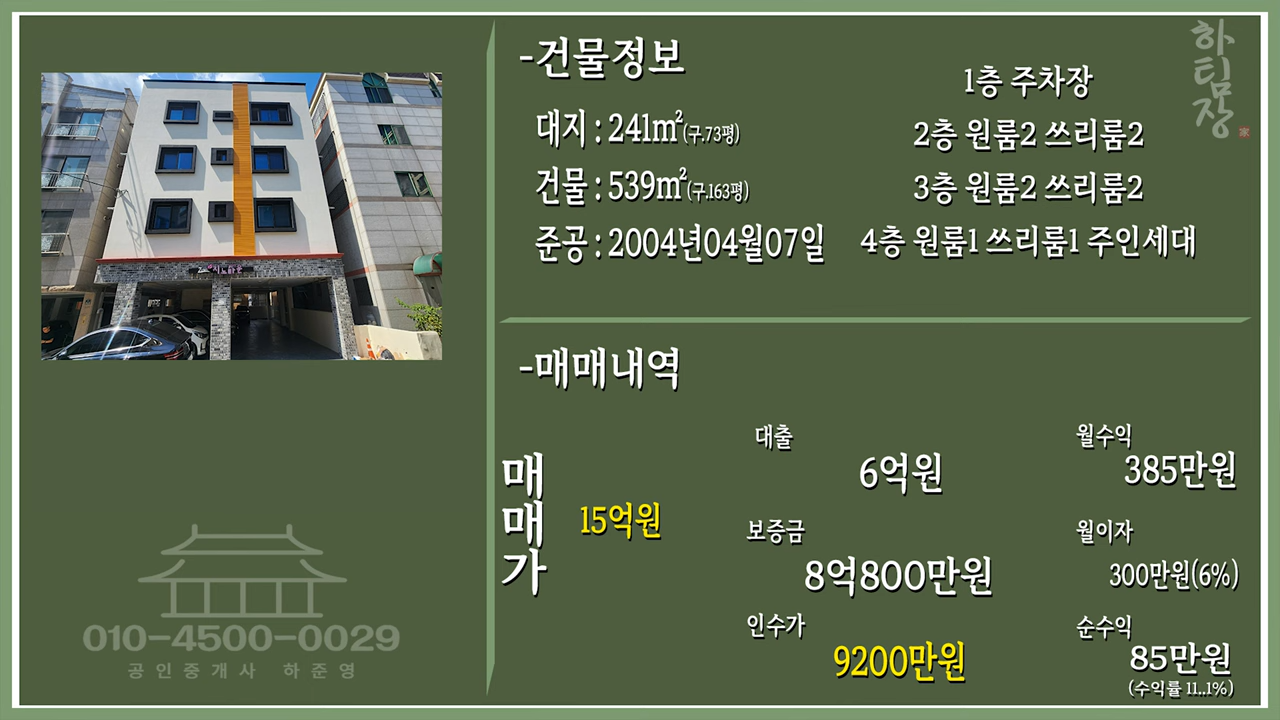 -건물정보
대지 : 241m²(구.73평)
건물 : 539m²(구.163평)
준공 : 2004년04월07일
1층 주차장
2층 원룸2 쓰리룸2
3층 원룸2 쓰리룸2
4층 원룸1 쓰리룸1 주인세대
하팀장
家
-매매내역
매매가
15억원
대출
6억원
보증금
8억800만원
인수가
9200만원
월수익
385만원
월이자
300만원(6%)
순수익
85만원
(수익률 11..1%)
010-4500-0029
공인중개사 하준영